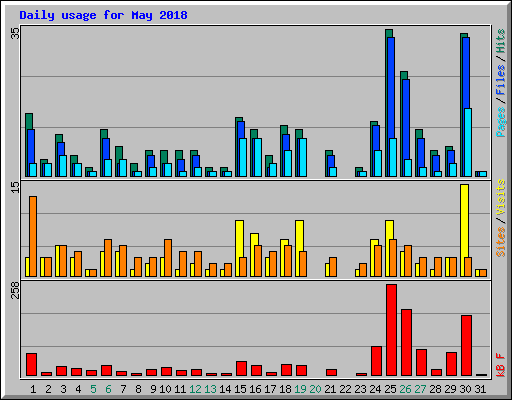 Daily usage for May 2018
35
Pages / Files / Hits
15
Sites / Visits
258
kB F
1 2 3 4 5 6 7 8 9 10 11 12 13 14 15 16 17 18 19 20 21 22 23 24 25 26 27 28 29 30 31